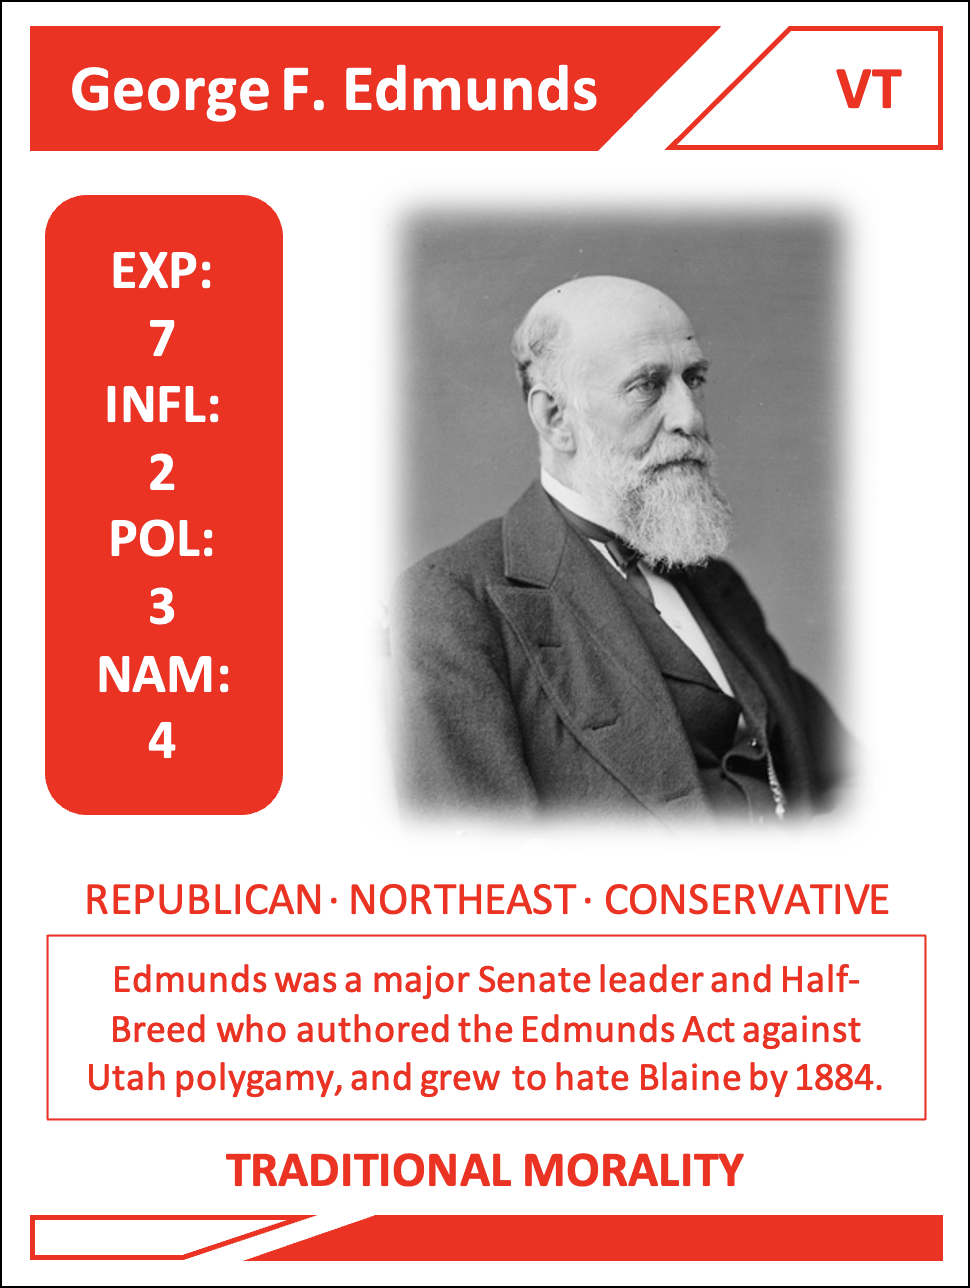 George F. Edmunds
VT
EXP:
7
INFL:
2
POL:
3
NAM:
4
REPUBLICAN · NORTHEAST · CONSERVATIVE
Edmunds was a major Senate leader and Half-
Breed who authored the Edmunds Act against
Utah polygamy, and grew to hate Blaine by 1884.
TRADITIONAL MORALITY